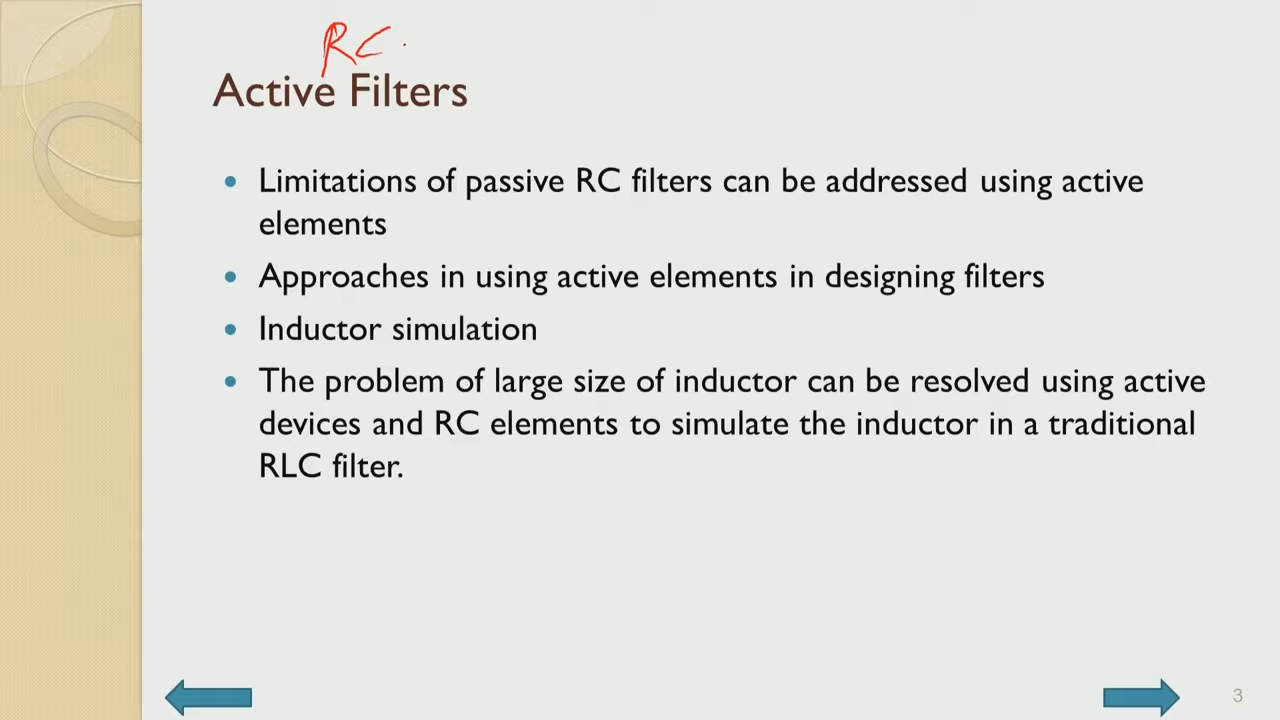 RC
Active Filters
Limitations of passive RC filters can be addressed using active
elements
Approaches in using active elements in designing filters
Inductor simulation
The problem of large size of inductor can be resolved using active
devices and RC elements to simulate the inductor in a traditional
RLC filter.
3